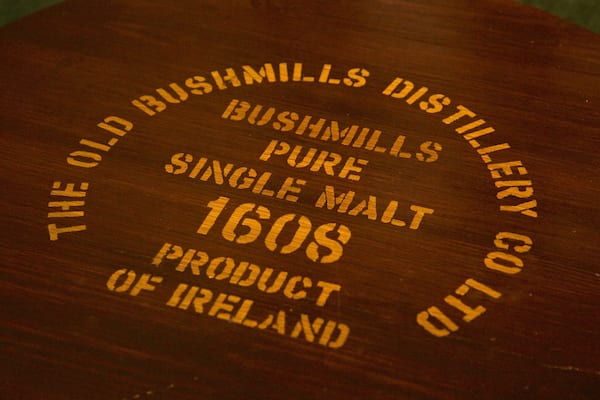 THE OLD BUSHMILLS DISTILLERY CO LTD
BUSHMILLS
PURE
SINGLE MALT
1608
PRODUCT
OF IRELAND